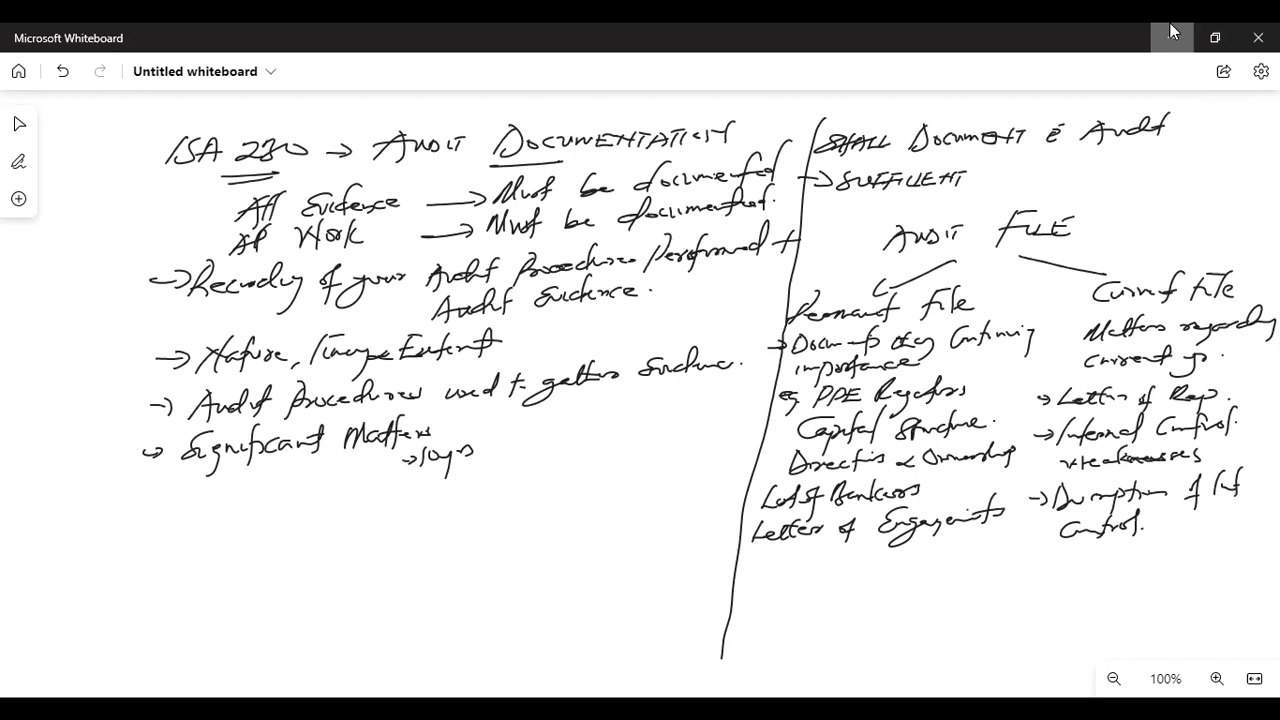 Microsoft Whiteboard
Untitled whiteboard
ISA 230 → AUDIT DOCUMENTATION
All Evidence → Must be documented
All Work → Must be documented.
→ Recording of your Audit Procedures Performed +
Audit Evidence.
→ Nature, Timing Extent
→ Audit Procedures used to gather Evidence.
→ Significant Matters
→
SHALL DOCUMENT Audit
→ SUFFICIENT
AUDIT FILE
Permanent File
→ Documents of Continuing
importance
eg PPE Registers
Capital Structure.
Directors & Ownership
List of Bankers
Letter of Engagements
Current File
Matters regarding
current yr.
→ Letter of Rep.
→ Internal Control
weaknesses
→ Description of Int
Control.
100%